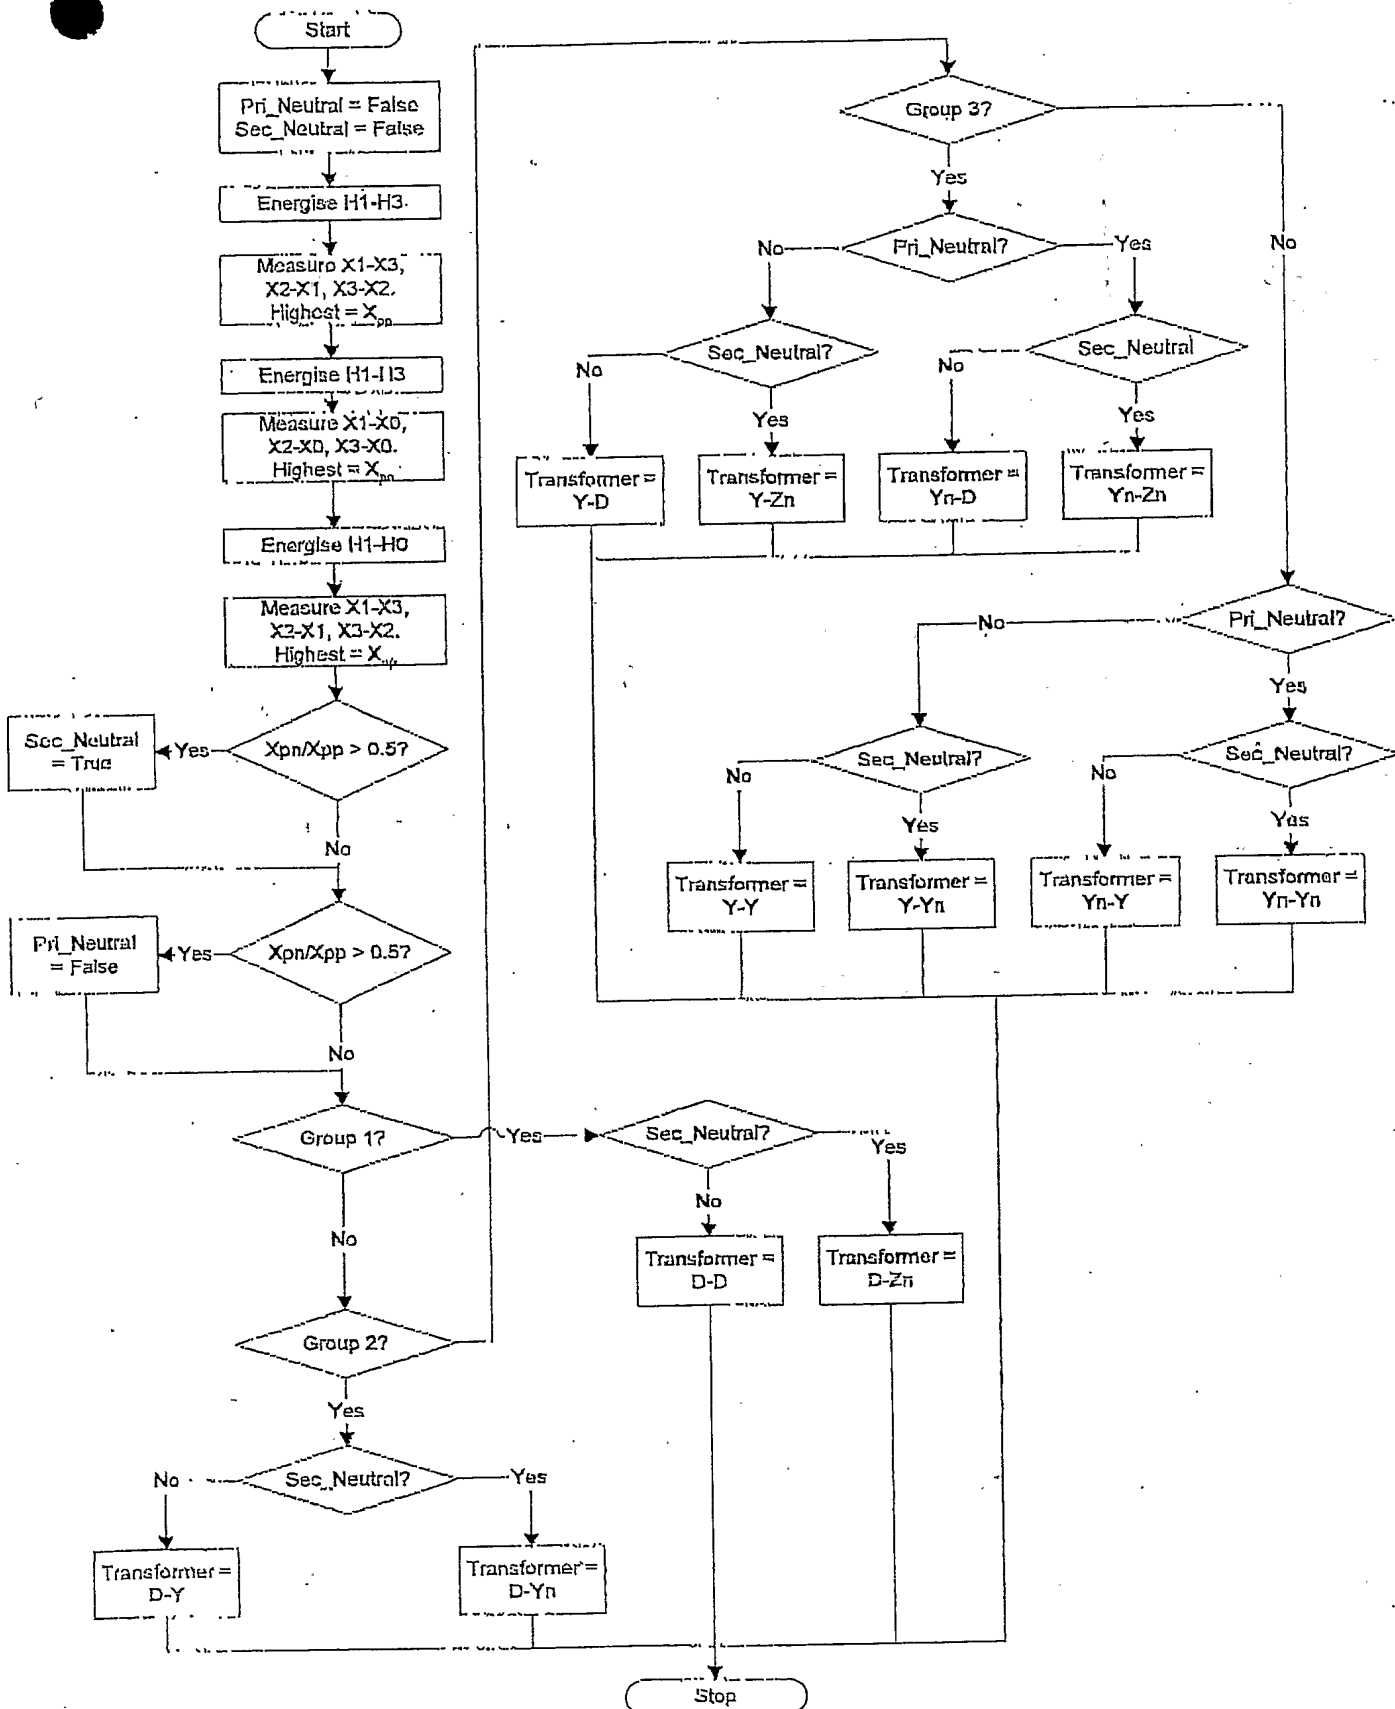 Start
Pri_Neutral = False
Sec_Neutral = False
Energise H1-H3
Measure X1-X3,
X2-X1, X3-X2.
Highest = Xpp
Energise H1-H3
Measure X1-X0,
X2-X0, X3-X0.
Highest = Xpn
Energise H1-H0
Measure X1-X3,
X2-X1, X3-X2.
Highest =
Xpn/Xpp > 0.5?
Yes
Sec_Neutral
= True
No
Xpn/Xpp > 0.5?
Yes
Pri_Neutral
= False
No
Group 1?
Yes
Sec_Neutral?
Yes
No
Transformer =
D-D
Transformer =
D-Zn
No
Group 2?
Yes
Sec_Neutral?
No
Yes
Transformer =
D-Y
Transformer =
D-Yn
Group 3?
Yes
No
Pri_Neutral?
No
Yes
Sec_Neutral?
No
Yes
Sec_Neutral
No
Yes
Transformer =
Y-D
Transformer =
Y-Zn
Transformer =
Yn-D
Transformer =
Yn-Zn
Pri_Neutral?
No
Yes
Sec_Neutral?
No
Yes
Sec_Neutral?
No
Yes
Transformer =
Y-Y
Transformer =
Y-Yn
Transformer =
Yn-Y
Transformer =
Yn-Yn
Stop